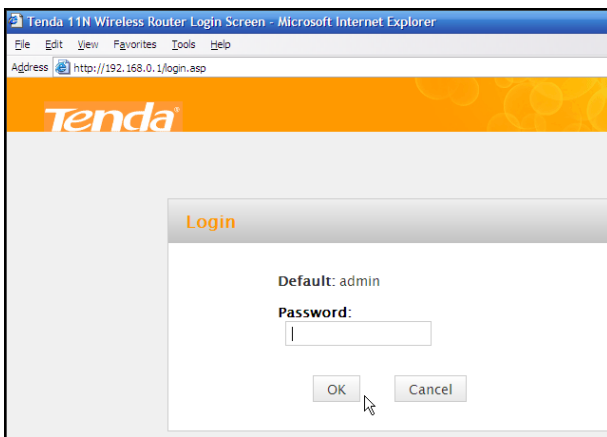 Tenda 11N Wireless Router Login Screen - Microsoft Internet Explorer
File Edit View Favorites Tools Help
Address http://192.168.0.1/login.asp
Tenda®
Login
Default: admin
Password:
OK Cancel